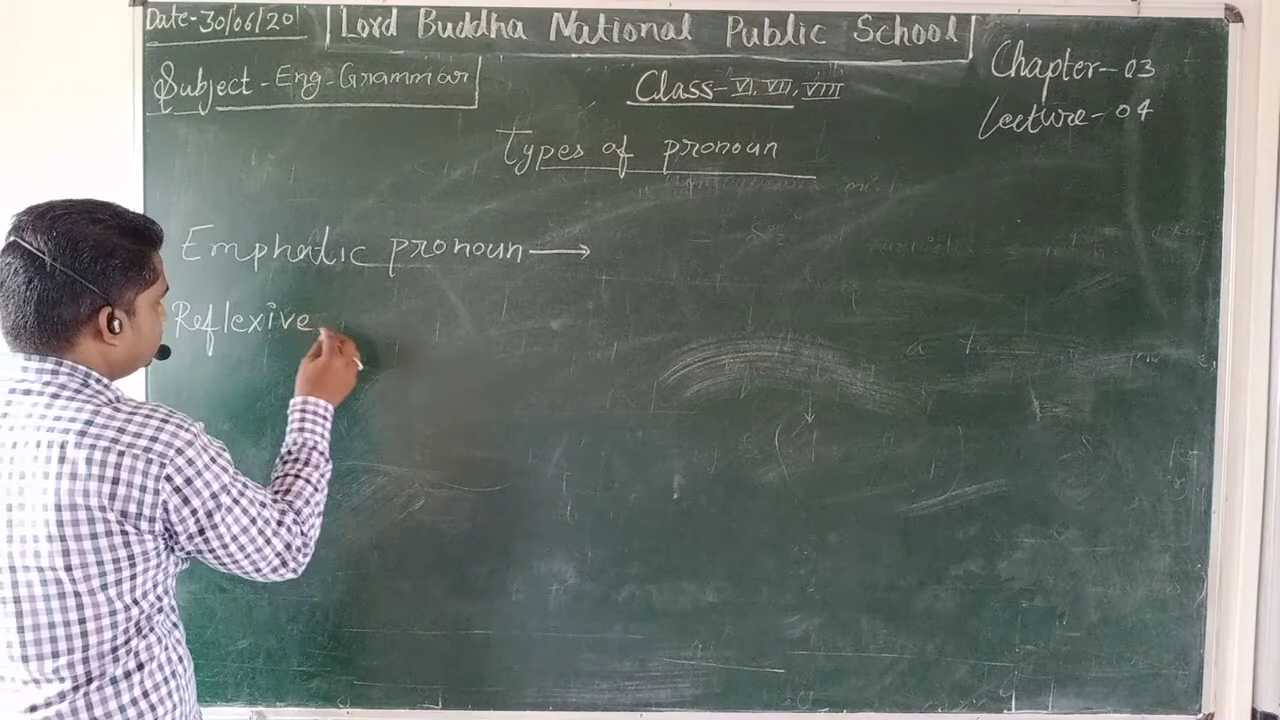 Date-30/06/20
Lord Buddha National Public School
Subject-Eng-Grammar
Class-VI, VII, VIII
Chapter-03
Lecture-04
Types of pronoun
Emphatic pronoun →
Reflexive